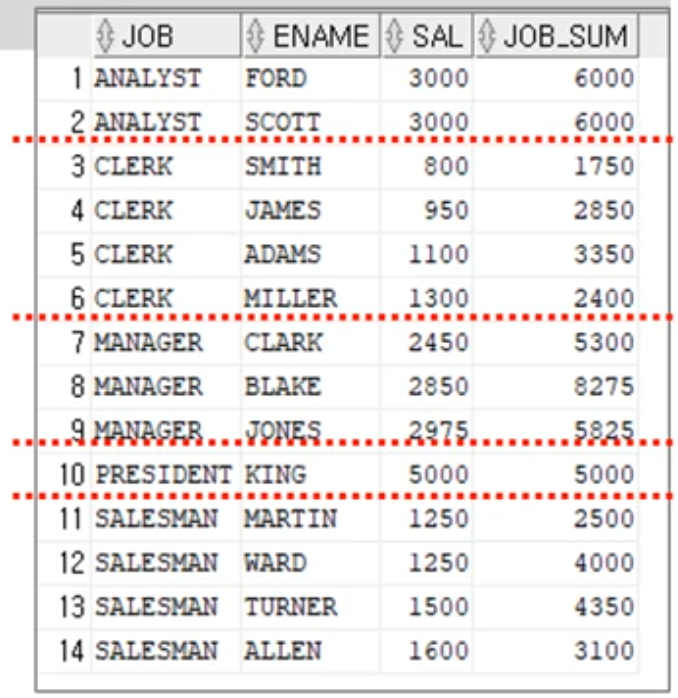 JOB ENAME SAL JOB_SUM
1 ANALYST FORD 3000 6000
2 ANALYST SCOTT 3000 6000
3 CLERK SMITH 800 1750
4 CLERK JAMES 950 2850
5 CLERK ADAMS 1100 3350
6 CLERK MILLER 1300 2400
7 MANAGER CLARK 2450 5300
8 MANAGER BLAKE 2850 8275
9 MANAGER JONES 2975 5825
10 PRESIDENT KING 5000 5000
11 SALESMAN MARTIN 1250 2500
12 SALESMAN WARD 1250 4000
13 SALESMAN TURNER 1500 4350
14 SALESMAN ALLEN 1600 3100